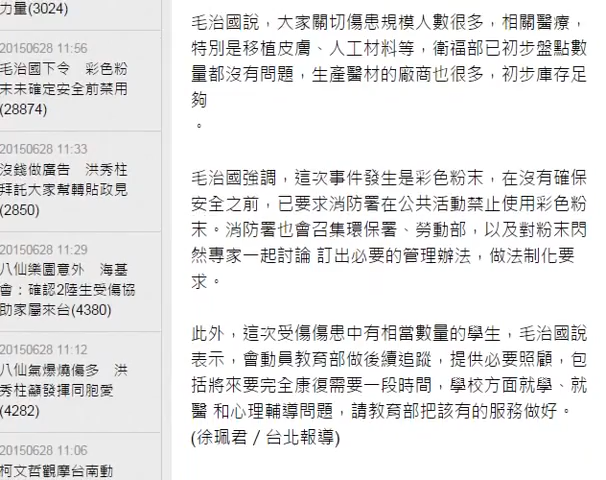 力量(3024)
20150628 11:56
毛治國下令　彩色粉
末未確定安全前禁用
(28874)
20150628 11:33
沒錢做廣告　洪秀柱
拜託大家幫轉貼政見
(2850)
20150628 11:29
八仙樂園意外　海基
會：確認2陸生受傷協
助家屬來台(4380)
20150628 11:12
八仙氣爆燒傷多　洪
秀柱籲發揮同胞愛
(4282)
20150628 11:06
柯文哲觀摩台南勳
毛治國說，大家關切傷患規模人數很多，相關醫療，
特別是移植皮膚、人工材料等，衛福部已初步盤點數
量都沒有問題，生產醫材的廠商也很多，初步庫存足
夠
。
毛治國強調，這次事件發生是彩色粉末，在沒有確保
安全之前，已要求消防署在公共活動禁止使用彩色粉
末。消防署也會召集環保署、勞動部，以及對粉末閃
然專家一起討論 訂出必要的管理辦法，做法制化要
求。
此外，這次受傷傷患中有相當數量的學生，毛治國說
表示，會動員教育部做後續追蹤，提供必要照顧，包
括將來要完全康復需要一段時間，學校方面就學、就
醫 和心理輔導問題，請教育部把該有的服務做好。
(徐珮君／台北報導)